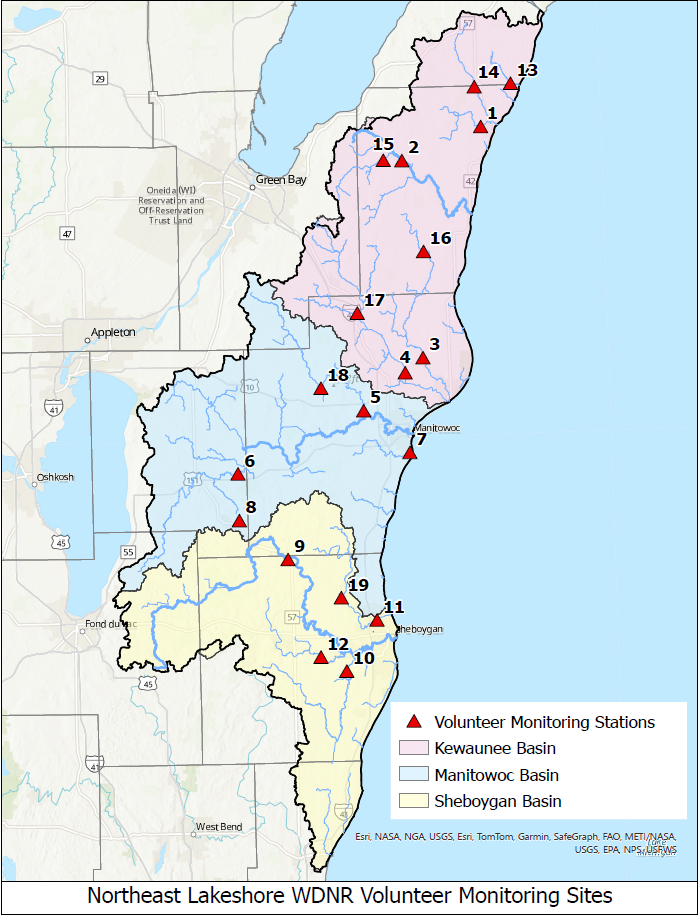 57
13
14
29
1
15
2
Green Bay
Oneida (WI)
Reservation and
Off-Reservation
Trust Land
42
47
16
17
Appleton
3
4
18
10
5
41
Manitowoc
7
6
Oshkosh
151
8
45
55
9
19
57
11
Fond du Lac
Sheboygan
12
10
45
41
43
West Bend
Volunteer Monitoring Stations
Kewaunee Basin
Manitowoc Basin
Sheboygan Basin
Esri, NASA, NGA, USGS, Esri, TomTom, Garmin, SafeGraph, FAO, METI/NASA,
USGS, EPA, NPS, USFWS
Lake
Michigan
Northeast Lakeshore WDNR Volunteer Monitoring Sites